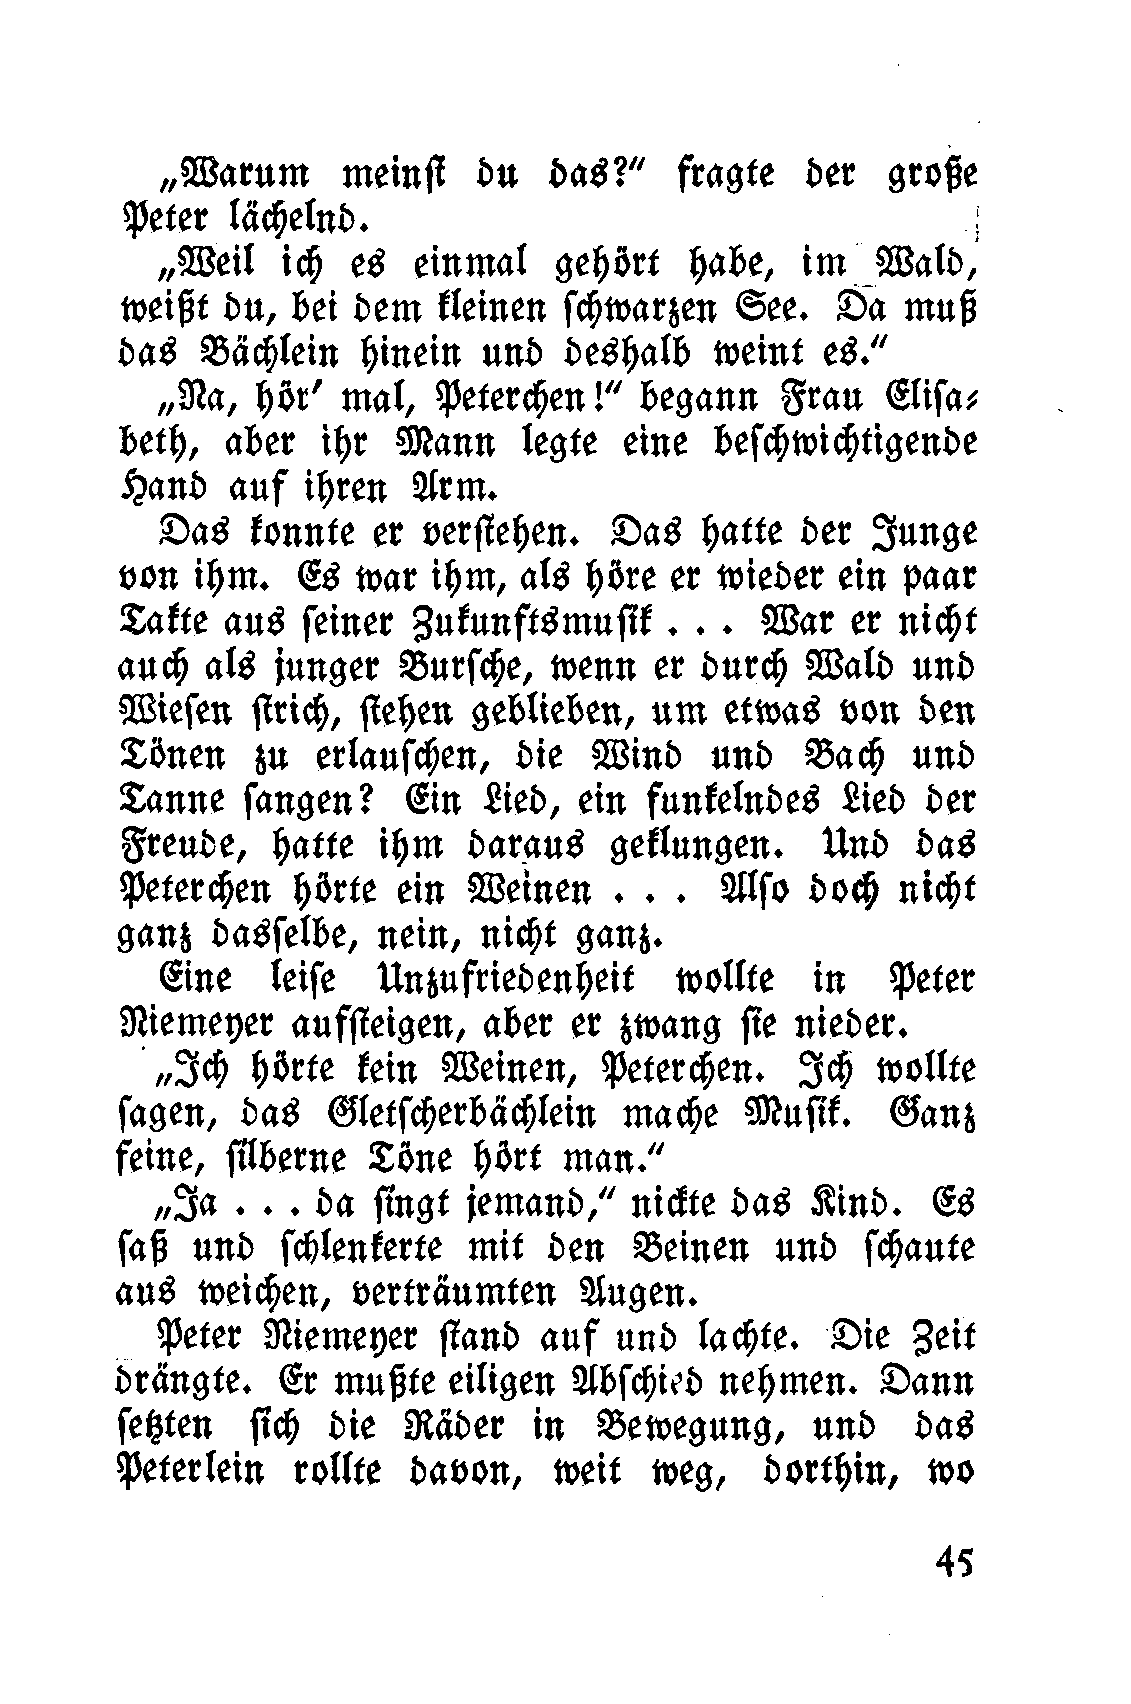 „Warum meinst du das?“ fragte der große
Peter lächelnd.
„Weil ich es einmal gehört habe, im Wald,
weißt du, bei dem kleinen schwarzen See. Da muß
das Bächlein hinein und deshalb weint es.“
„Na, hör' mal, Peterchen!“ begann Frau Elisa-
beth, aber ihr Mann legte eine beschwichtigende
Hand auf ihren Arm.
Das konnte er verstehen. Das hatte der Junge
von ihm. Es war ihm, als höre er wieder ein paar
Takte aus seiner Zukunftsmusik . . . War er nicht
auch als junger Bursche, wenn er durch Wald und
Wiesen strich, stehen geblieben, um etwas von den
Tönen zu erlauschen, die Wind und Bach und
Tanne sangen? Ein Lied, ein funkelndes Lied der
Freude, hatte ihm daraus geklungen. Und das
Peterchen hörte ein Weinen . . . Also doch nicht
ganz dasselbe, nein, nicht ganz.
Eine leise Unzufriedenheit wollte in Peter
Niemeyer aufsteigen, aber er zwang sie nieder.
„Ich hörte kein Weinen, Peterchen. Ich wollte
sagen, das Gletscherbächlein mache Musik. Ganz
feine, silberne Töne hört man.“
„Ja . . . da singt jemand,“ nickte das Kind. Es
saß und schlenkerte mit den Beinen und schaute
aus weichen, verträumten Augen.
Peter Niemeyer stand auf und lachte. Die Zeit
drängte. Er mußte eiligen Abschied nehmen. Dann
setzten sich die Räder in Bewegung, und das
Peterlein rollte davon, weit weg, dorthin, wo
45